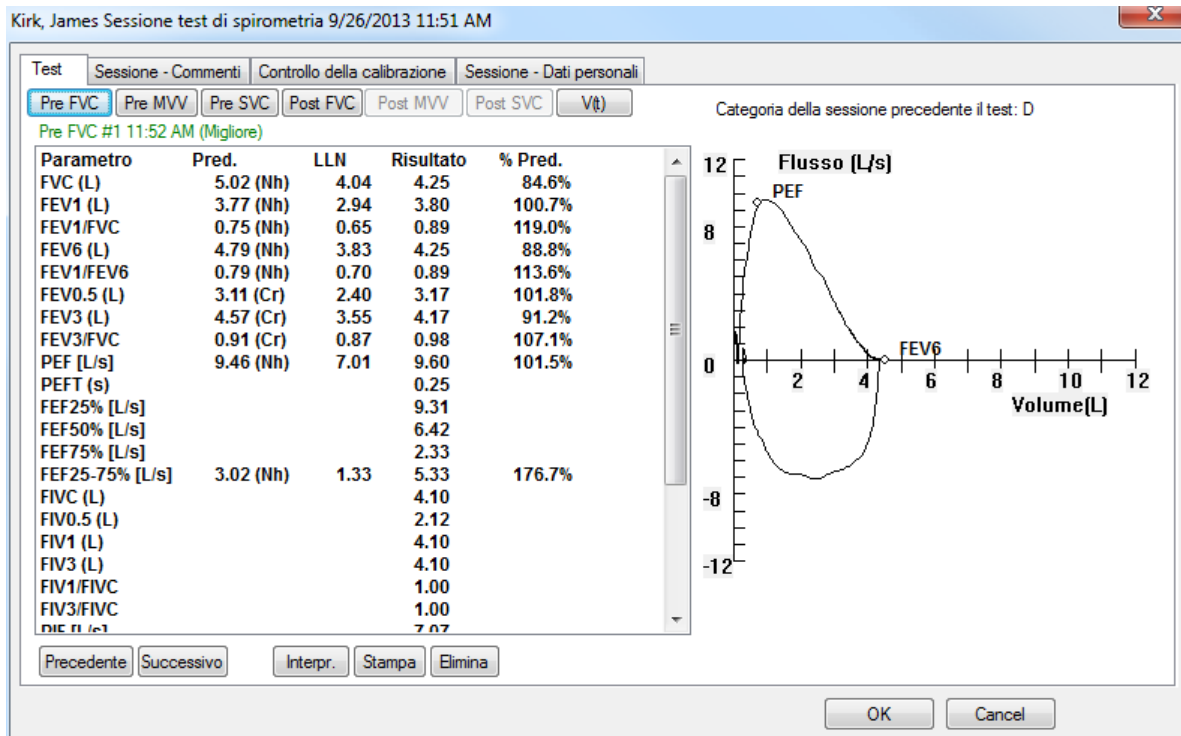 Kirk, James Sessione test di spirometria 9/26/2013 11:51 AM
Test Sessione - Commenti Controllo della calibrazione Sessione - Dati personali
Pre FVC Pre MVV Pre SVC Post FVC Post MVV Post SVC V(t)
Categoria della sessione precedente il test: D
Pre FVC #1 11:52 AM (Migliore)
Parametro Pred. LLN Risultato % Pred.
FVC (L) 5.02 (Nh) 4.04 4.25 84.6%
FEV1 (L) 3.77 (Nh) 2.94 3.80 100.7%
FEV1/FVC 0.75 (Nh) 0.65 0.89 119.0%
FEV6 (L) 4.79 (Nh) 3.83 4.25 88.8%
FEV1/FEV6 0.79 (Nh) 0.70 0.89 113.6%
FEV0.5 (L) 3.11 (Cr) 2.40 3.17 101.8%
FEV3 (L) 4.57 (Cr) 3.55 4.17 91.2%
FEV3/FVC 0.91 (Cr) 0.87 0.98 107.1%
PEF [L/s] 9.46 (Nh) 7.01 9.60 101.5%
PEFT (s) 0.25
FEF25% [L/s] 9.31
FEF50% [L/s] 6.42
FEF75% [L/s] 2.33
FEF25-75% [L/s] 3.02 (Nh) 1.33 5.33 176.7%
FIVC (L) 4.10
FIV0.5 (L) 2.12
FIV1 (L) 4.10
FIV3 (L) 4.10
FIV1/FIVC 1.00
FIV3/FIVC 1.00
PIF [L/s] 7.07
12 Flusso (L/s)
PEF
8
FEV6
0 2 4 6 8 10 12
Volume(L)
-8
-12
Precedente Successivo Interpr. Stampa Elimina
OK Cancel